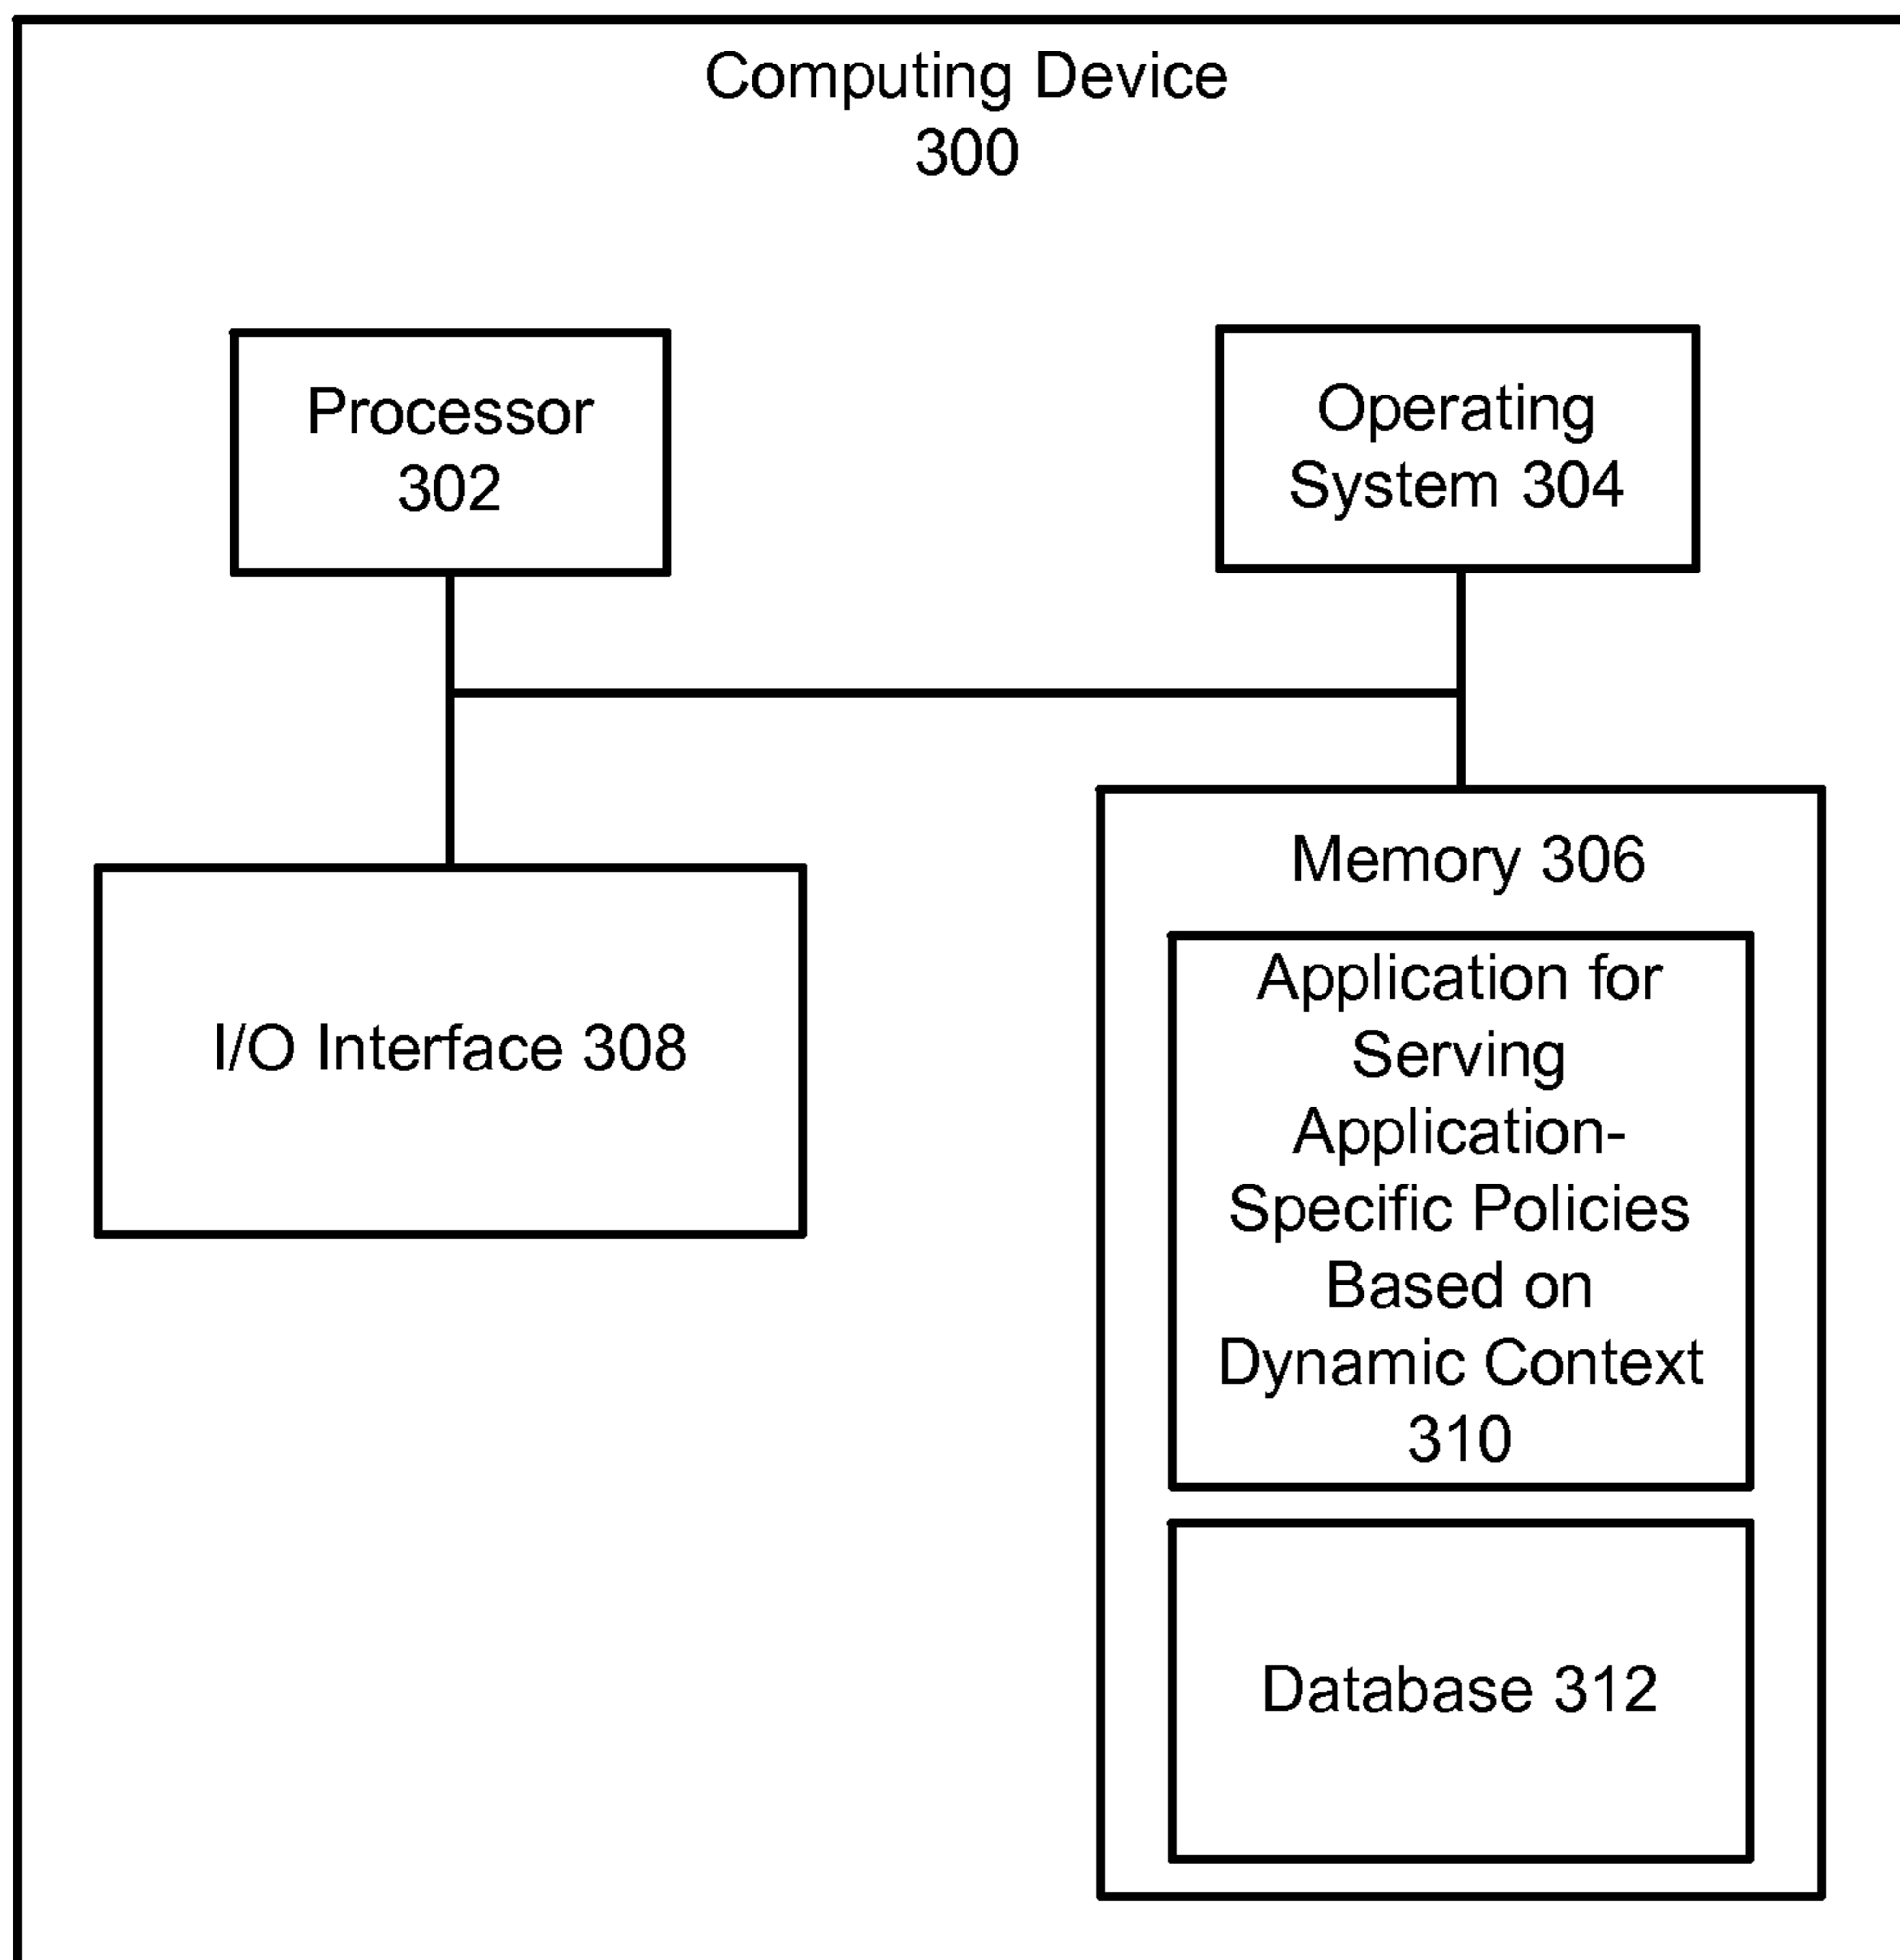 Computing Device
300
Processor
302
Operating
System 304
I/O Interface 308
Memory 306
Application for
Serving
Application-
Specific Policies
Based on
Dynamic Context
310
Database 312